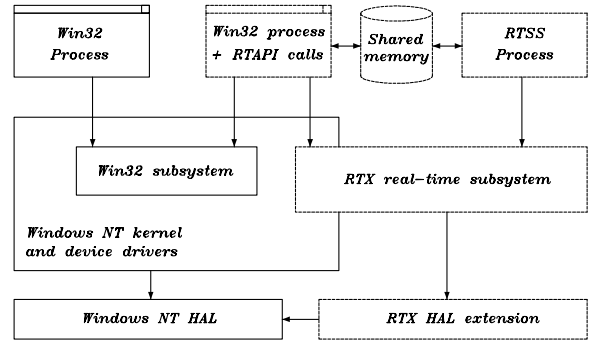 Win32
Process
Win32 process
+ RTAPI calls
Shared
memory
RTSS
Process
Win32 subsystem
RTX real-time subsystem
Windows NT kernel
and device drivers
Windows NT HAL
RTX HAL extension